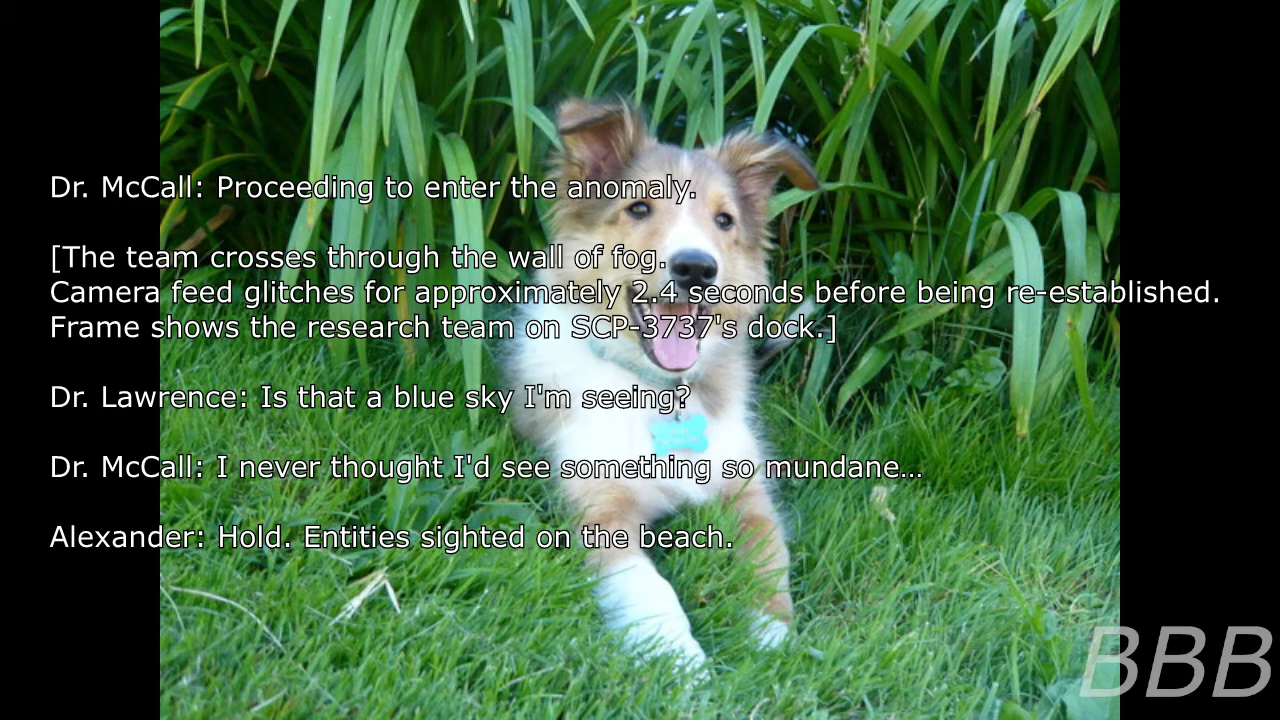 Dr. McCall: Proceeding to enter the anomaly.
[The team crosses through the wall of fog.
Camera feed glitches for approximately 2.4 seconds before being re-established.
Frame shows the research team on SCP-3737's dock.]
Dr. Lawrence: Is that a blue sky I'm seeing?
Dr. McCall: I never thought I'd see something so mundane…
Alexander: Hold. Entities sighted on the beach.
BBB